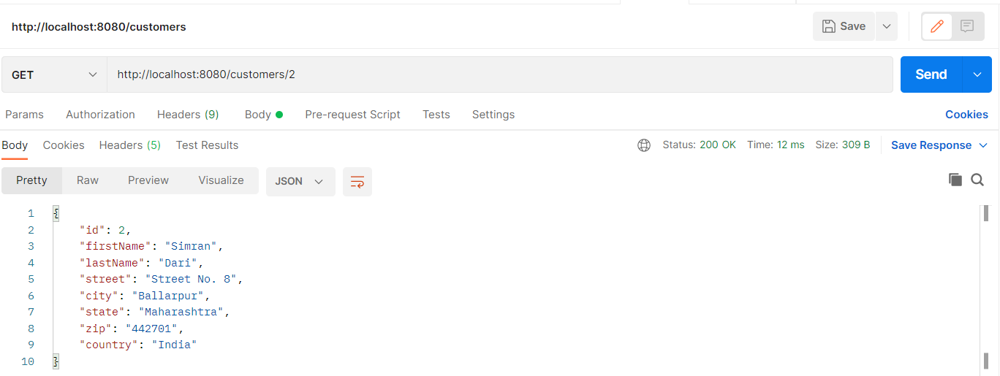 http://localhost:8080/customers Save
GET http://localhost:8080/customers/2 Send
Params Authorization Headers (9) Body Pre-request Script Tests Settings Cookies
Body Cookies Headers (5) Test Results Status: 200 OK Time: 12 ms Size: 309 B Save Response
Pretty Raw Preview Visualize JSON
1 {
2 "id": 2,
3 "firstName": "Simran",
4 "lastName": "Dari",
5 "street": "Street No. 8",
6 "city": "Ballarpur",
7 "state": "Maharashtra",
8 "zip": "442701",
9 "country": "India"
10 }